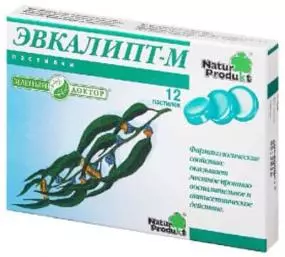 ЭВКАЛИПТ-М
пастилки
ЗЕЛЕНЫЙ ДОКТОР
Natur Produkt
12
пастилок
Фармакологические
свойства:
оказывает
местное противо-
воспалительное и
антисептическое
действие.
Natur
Produkt